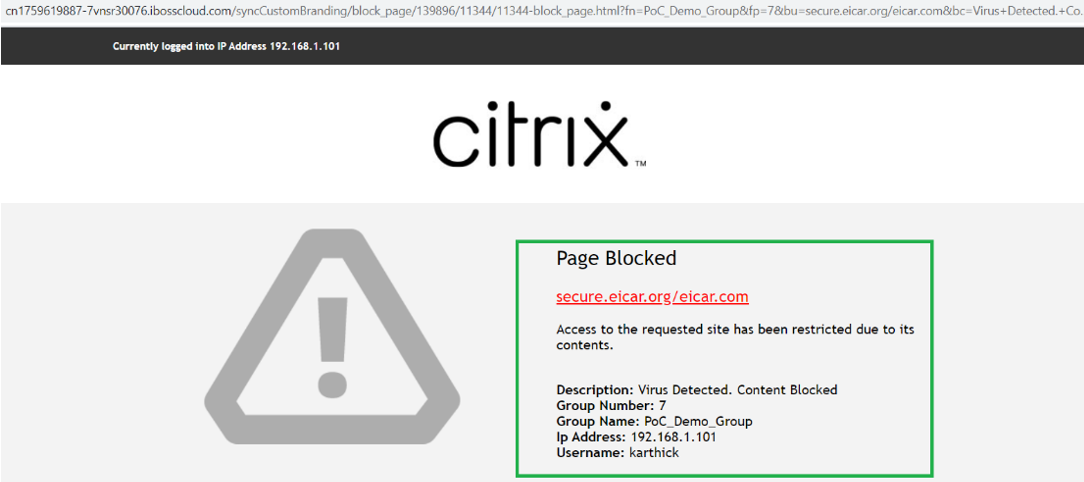 cn1759619887-7vnsr30076.ibosscloud.com/syncCustomBranding/block_page/139896/11344/11344-block_page.html?fn=PoC_Demo_Group&fp=7&bu=secure.eicar.org/eicar.com&bc=Virus+Detected.+Co...
Currently logged into IP Address 192.168.1.101
citrix™
Page Blocked
secure.eicar.org/eicar.com
Access to the requested site has been restricted due to its
contents.
Description: Virus Detected. Content Blocked
Group Number: 7
Group Name: PoC_Demo_Group
Ip Address: 192.168.1.101
Username: karthick